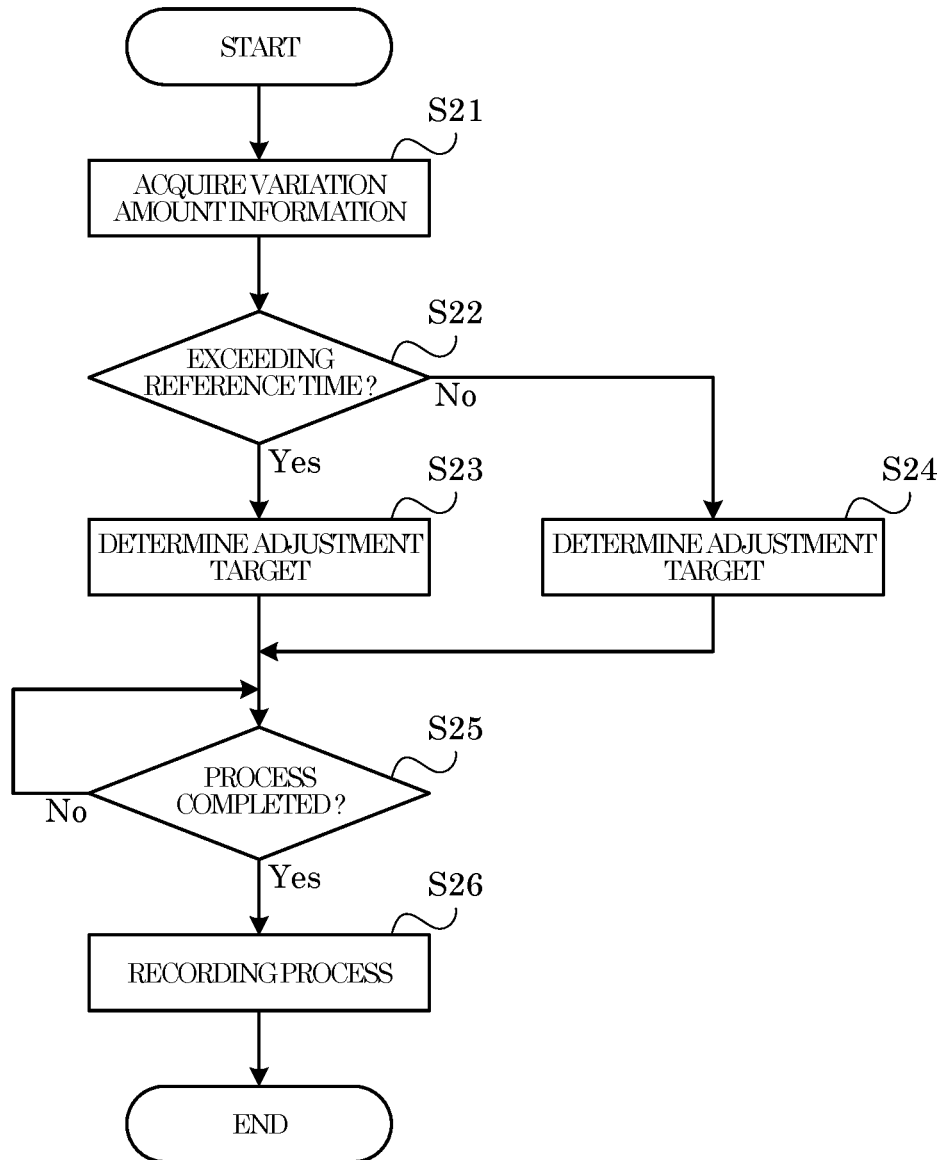 START
S21
ACQUIRE VARIATION
AMOUNT INFORMATION
S22
EXCEEDING
REFERENCE TIME ?
No
Yes
S23
S24
DETERMINE ADJUSTMENT
TARGET
DETERMINE ADJUSTMENT
TARGET
S25
PROCESS
COMPLETED ?
No
Yes
S26
RECORDING PROCESS
END